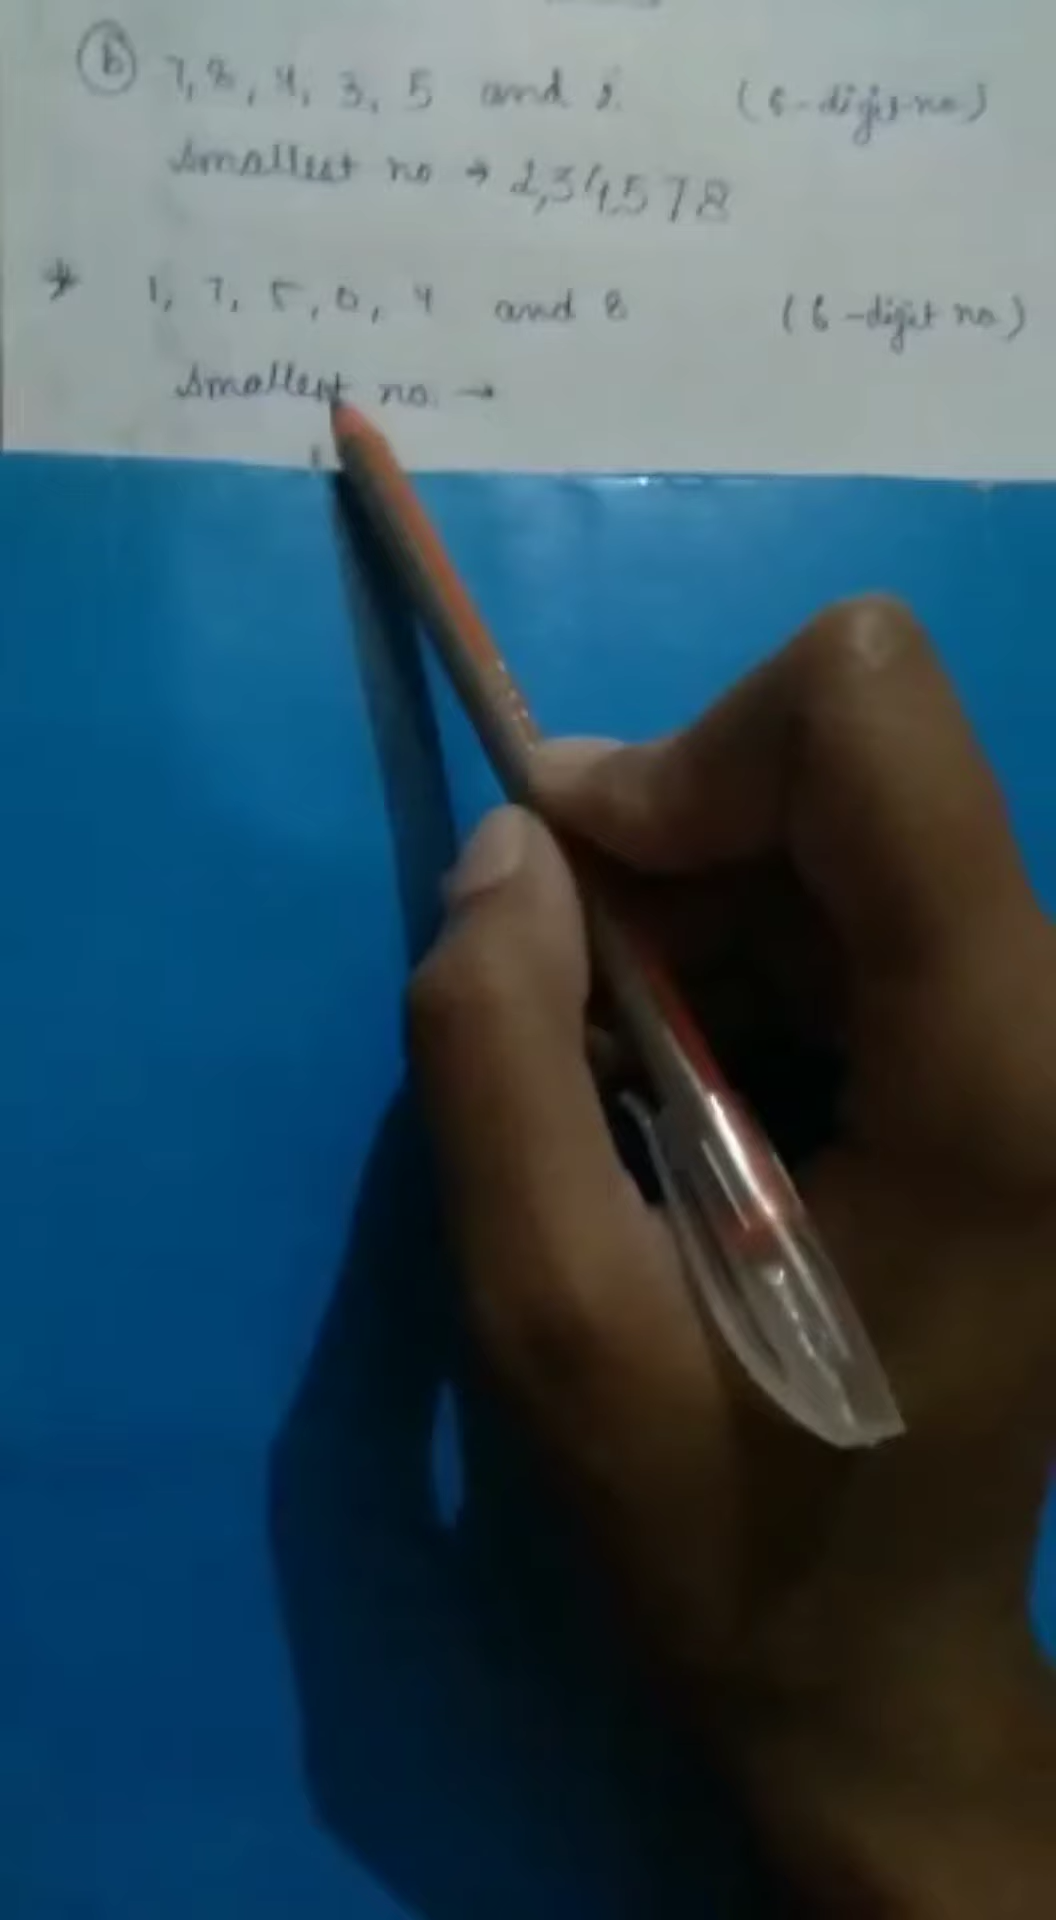 (b) 7, 8, 4, 3, 5 and 2. (6-digit no)
Smallest no → 2,34,578
* 1, 7, 5, 0, 4 and 8 (6-digit no.)
Smallest no. →